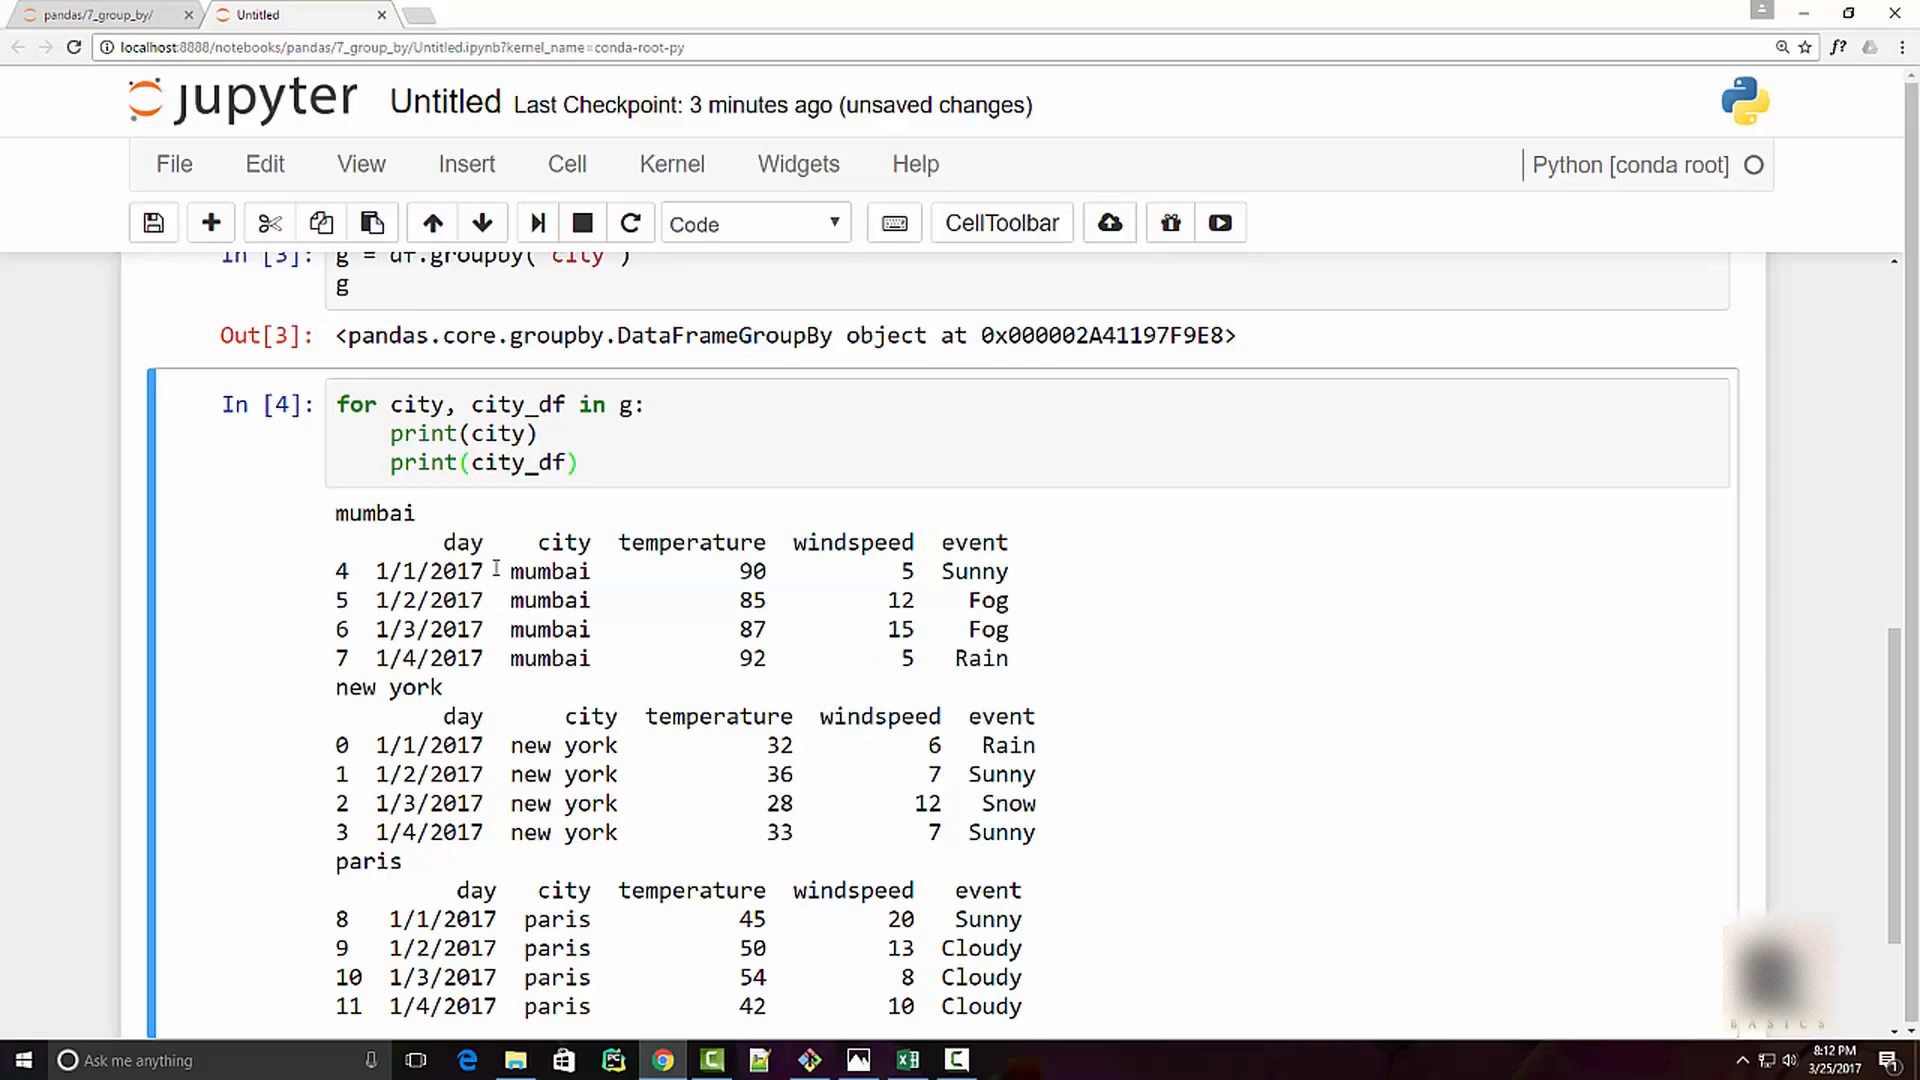 pandas/7_group_by/
Untitled
localhost:8888/notebooks/pandas/7_group_by/Untitled.ipynb?kernel_name=conda-root-py
f?
jupyter Untitled Last Checkpoint: 3 minutes ago (unsaved changes)
File Edit View Insert Cell Kernel Widgets Help Python [conda root]
Code CellToolbar
In [3]: g = df.groupby('city')
g
Out[3]: <pandas.core.groupby.DataFrameGroupBy object at 0x000002A41197F9E8>
In [4]: for city, city_df in g:
print(city)
print(city_df)
mumbai
day city temperature windspeed event
4 1/1/2017 mumbai 90 5 Sunny
5 1/2/2017 mumbai 85 12 Fog
6 1/3/2017 mumbai 87 15 Fog
7 1/4/2017 mumbai 92 5 Rain
new york
day city temperature windspeed event
0 1/1/2017 new york 32 6 Rain
1 1/2/2017 new york 36 7 Sunny
2 1/3/2017 new york 28 12 Snow
3 1/4/2017 new york 33 7 Sunny
paris
day city temperature windspeed event
8 1/1/2017 paris 45 20 Sunny
9 1/2/2017 paris 50 13 Cloudy
10 1/3/2017 paris 54 8 Cloudy
11 1/4/2017 paris 42 10 Cloudy
BASICS
Ask me anything
PC
8:12 PM
3/25/2017
1